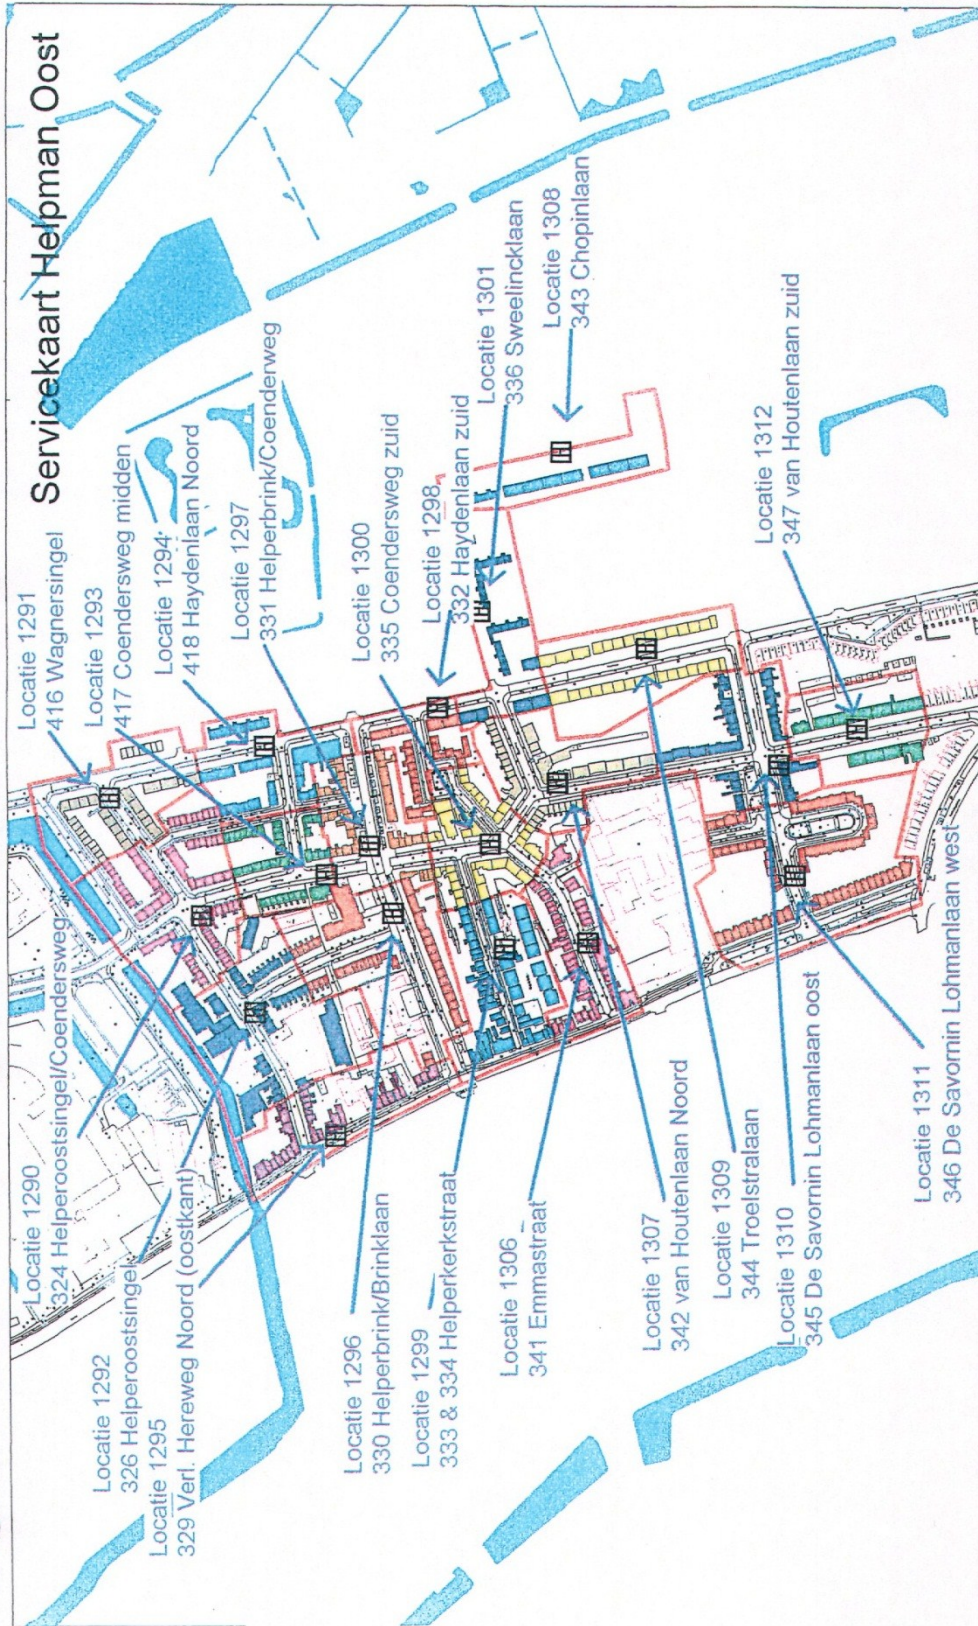 Servicekaart Helpman Oost
Locatie 1291
416 Wagnersingel
Locatie 1293
417 Coendersweg midden
Locatie 1294
418 Haydenlaan Noord
Locatie 1297
331 Helperbrink/Coenderweg
Locatie 1300
335 Coendersweg zuid
Locatie 1298
332 Haydenlaan zuid
Locatie 1301
336 Sweelincklaan
Locatie 1308
343 Chopinlaan
Locatie 1312
347 van Houtenlaan zuid
Locatie 1290
324 Helperoostsingel/Coendersweg
Locatie 1292
326 Helperoostsingel
Locatie 1295
329 Verl. Hereweg Noord (oostkant)
Locatie 1296
330 Helperbrink/Brinklaan
Locatie 1299
333 & 334 Helperkerkstraat
Locatie 1306
341 Emmastraat
Locatie 1307
342 van Houtenlaan Noord
Locatie 1309
344 Troelstralaan
Locatie 1310
345 De Savornin Lohmanlaan oost
Locatie 1311
346 De Savornin Lohmanlaan west